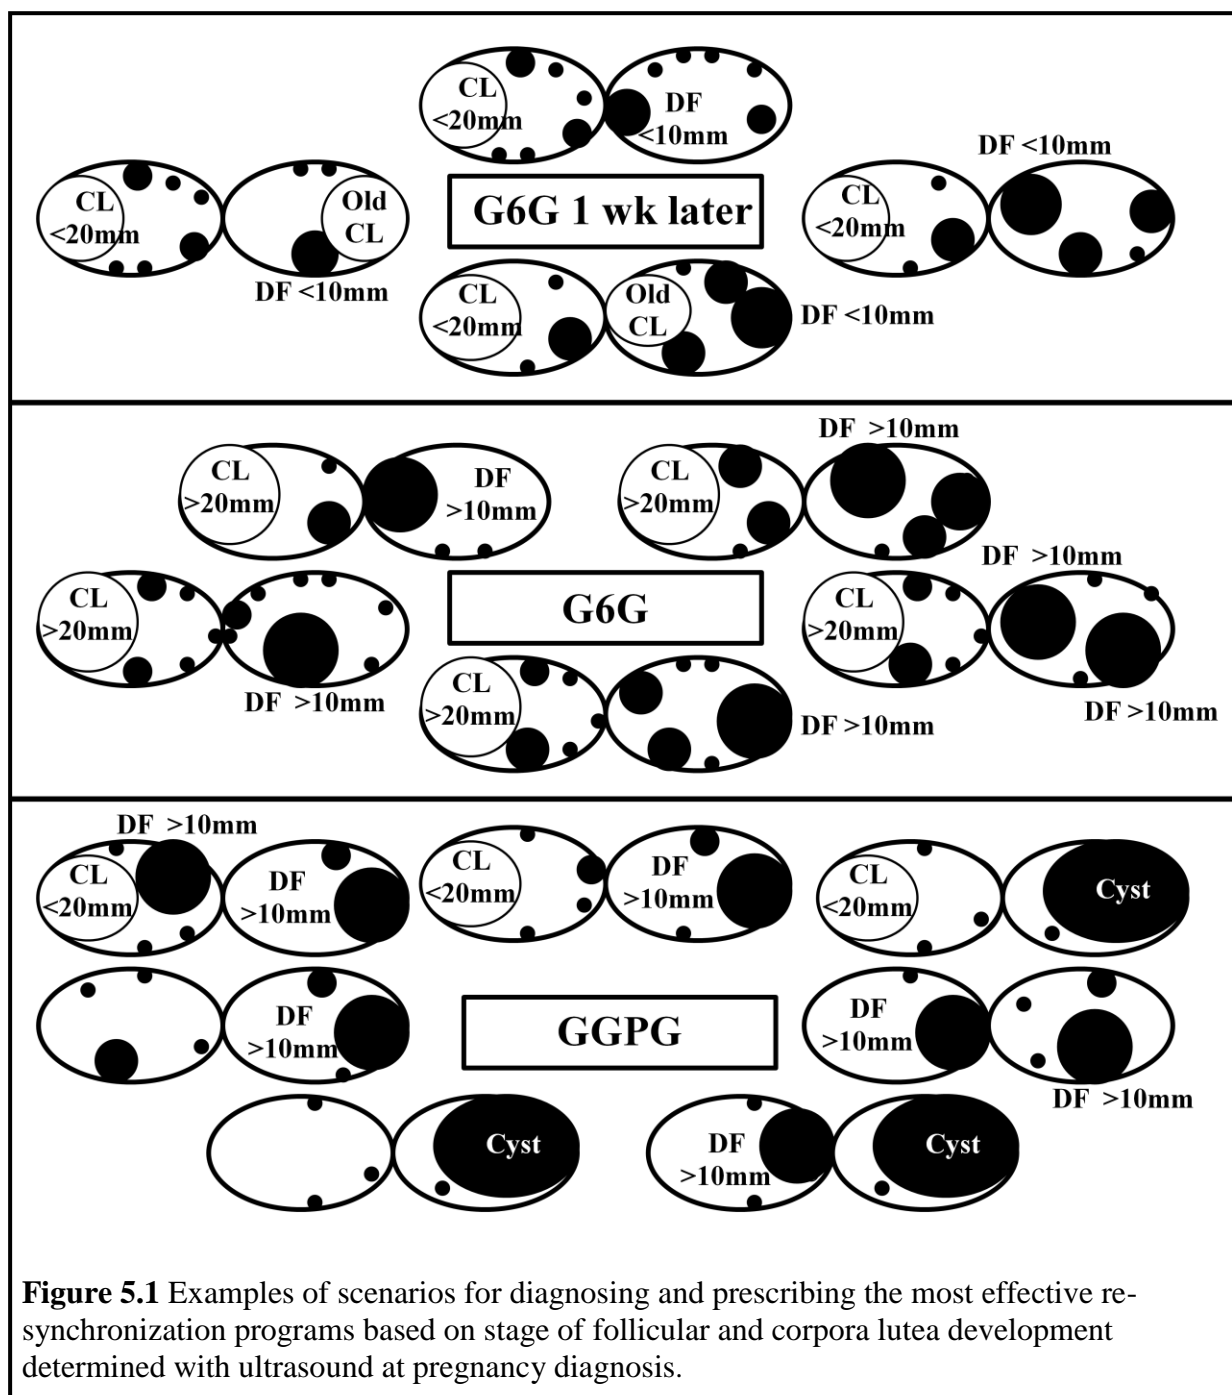 CL
<20mm
DF
<10mm
CL
<20mm
Old
CL
DF <10mm
G6G 1 wk later
DF <10mm
CL
<20mm
CL
<20mm
Old
CL
DF <10mm
CL
>20mm
DF
>10mm
DF >10mm
CL
>20mm
CL
>20mm
DF >10mm
G6G
DF >10mm
CL
>20mm
DF >10mm
CL
>20mm
DF >10mm
DF >10mm
CL
<20mm
DF
>10mm
CL
<20mm
DF
>10mm
CL
<20mm
Cyst
DF
>10mm
GGPG
DF
>10mm
DF >10mm
Cyst
DF
>10mm
Cyst
Figure 5.1 Examples of scenarios for diagnosing and prescribing the most effective re-
synchronization programs based on stage of follicular and corpora lutea development
determined with ultrasound at pregnancy diagnosis.